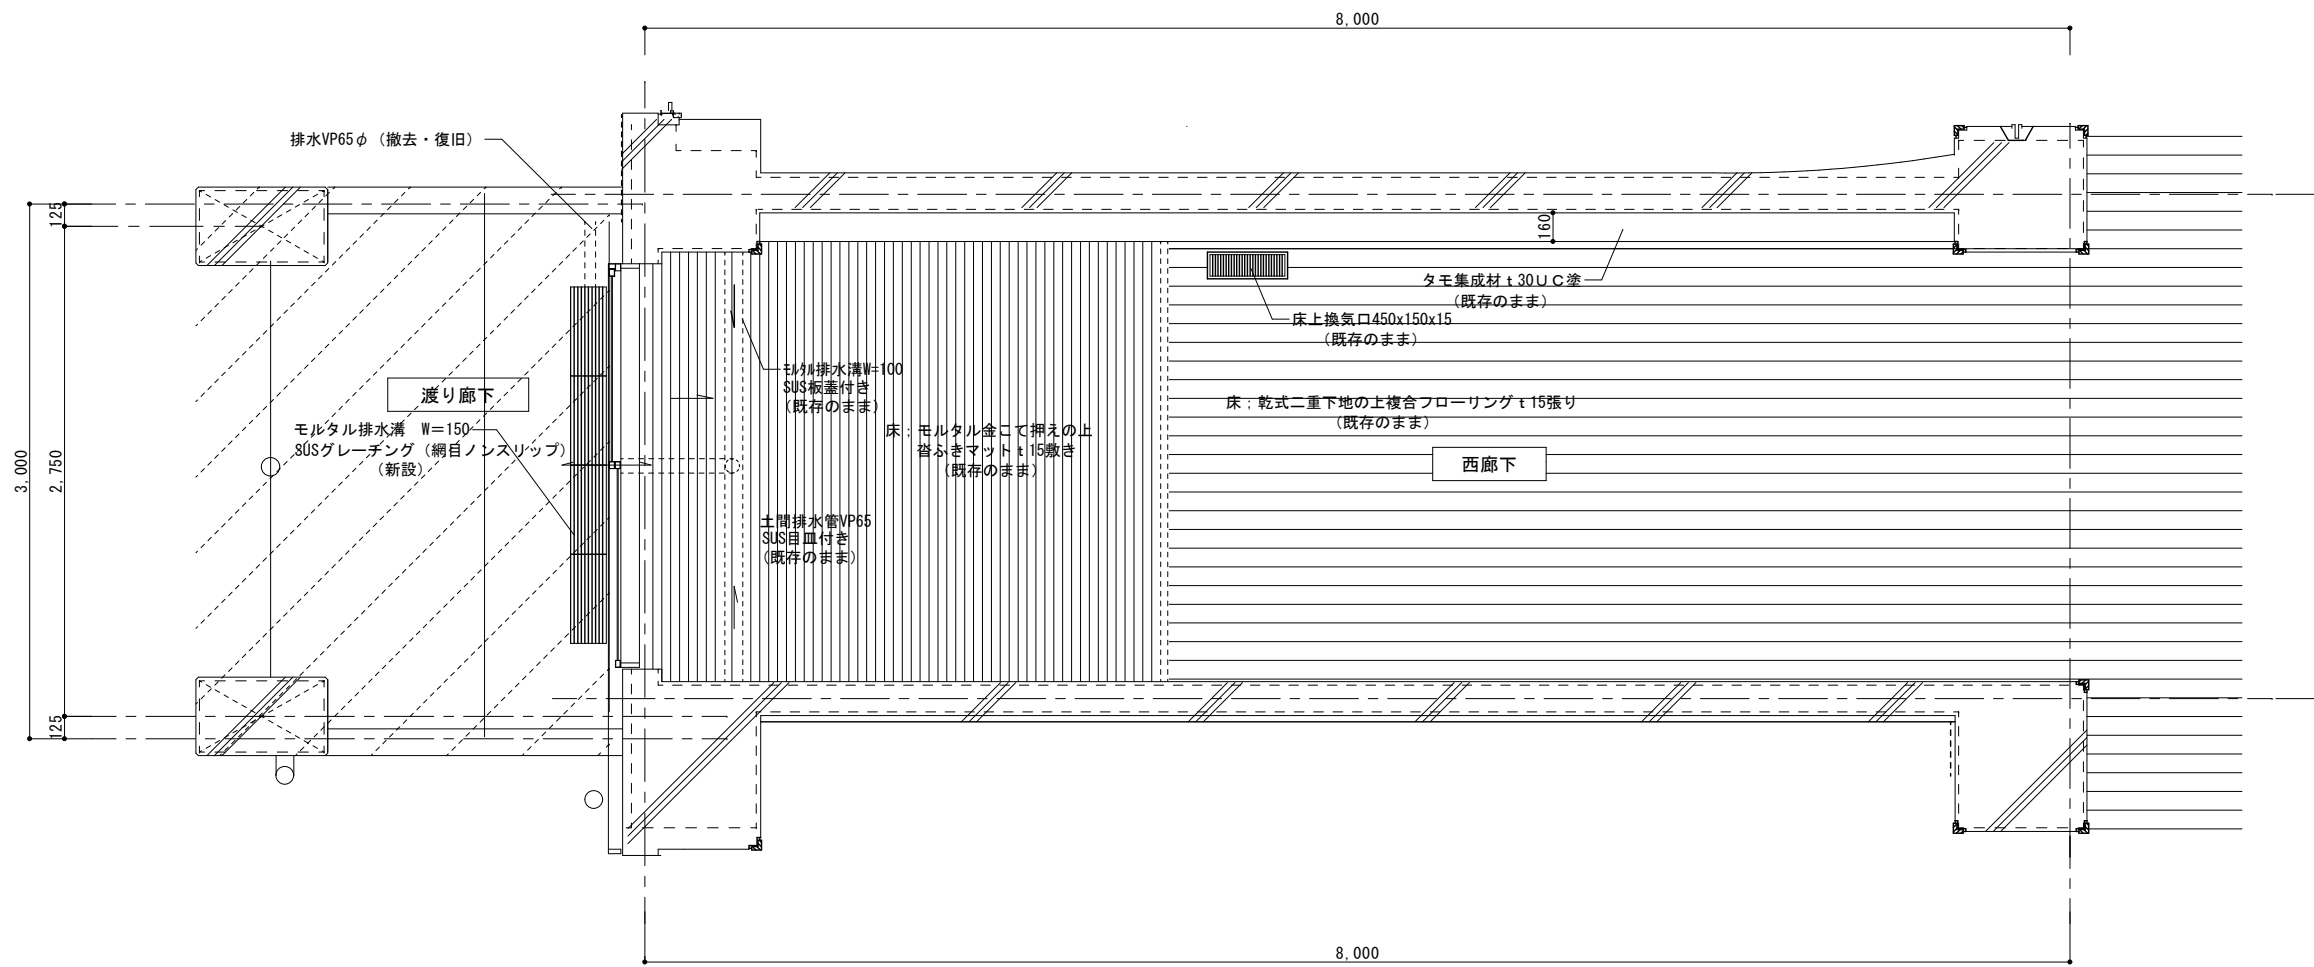 8,000
排水VP65φ（撤去・復旧）
125
160
タモ集成材ｔ30ＵＣ塗
（既存のまま）
床上換気口450x150x15
（既存のまま）
ﾓﾙﾀﾙ排水溝W=100
SUS板蓋付き
（既存のまま）
渡り廊下
床；乾式二重下地の上複合フローリングｔ15張り
（既存のまま）
モルタル排水溝　W＝150
SUSグレーチング（網目ノンスリップ）
（新設）
床；モルタル金こて押えの上
沓ふきマットｔ15敷き
（既存のまま）
西廊下
3,000
2,750
土間排水管VP65
SUS目皿付き
（既存のまま）
125
8,000